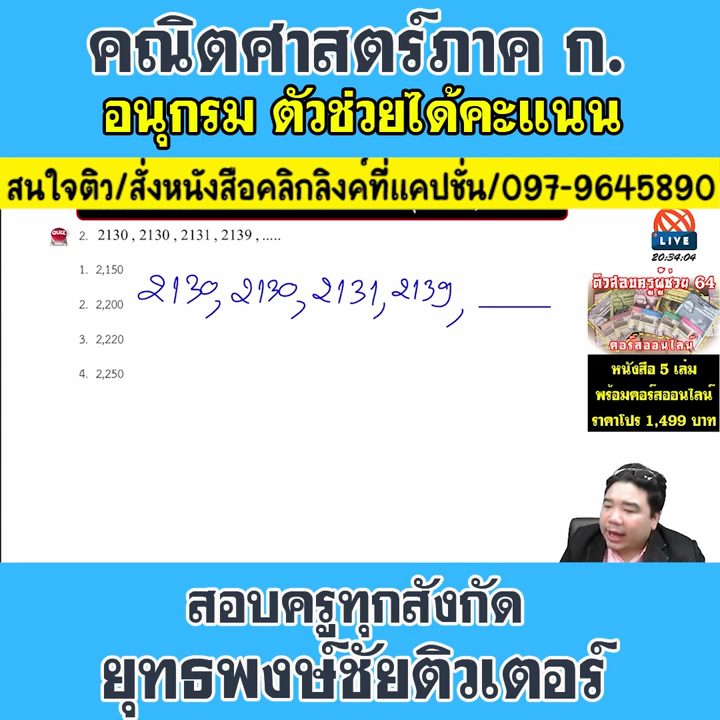 คณิตศาสตร์ภาค ก.
อนุกรม ตัวช่วยได้คะแนน
สนใจติว/สั่งหนังสือคลิกลิงค์ที่แคปชั่น/097-9645890
QUIZ
2. 2130 , 2130 , 2131 , 2139 , .....
1. 2,150
2. 2,200
3. 2,220
4. 2,250
2130, 2130, 2131, 2139, ____
LIVE
20:34:04
ติวสอบครูผู้ช่วย 64
คอร์สออนไลน์
หนังสือ 5 เล่ม
พร้อมคอร์สออนไลน์
ราคาโปร 1,499 บาท
สอบครูทุกสังกัด
ยุทธพงษ์ชัยติวเตอร์